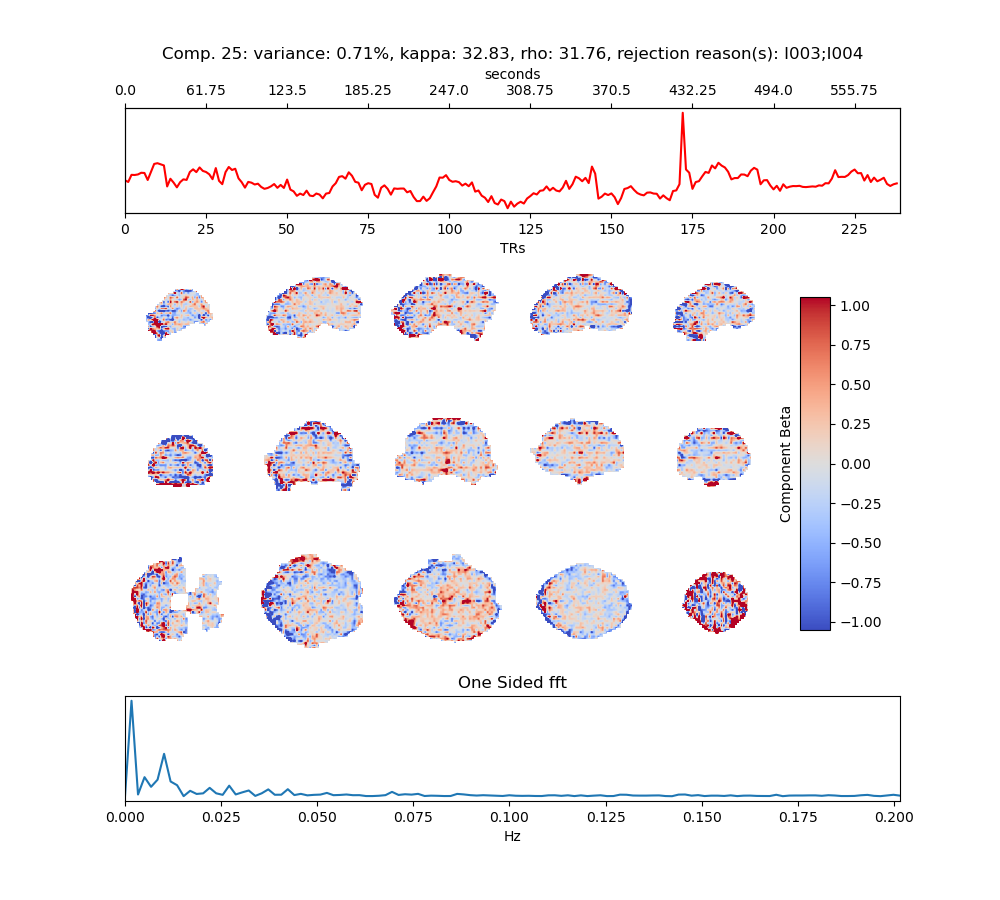 Comp. 25: variance: 0.71%, kappa: 32.83, rho: 31.76, rejection reason(s): I003;I004
seconds
0.0 61.75 123.5 185.25 247.0 308.75 370.5 432.25 494.0 555.75
0 25 50 75 100 125 150 175 200 225
TRs
1.00
0.75
0.50
0.25
0.00
−0.25
−0.50
−0.75
−1.00
Component Beta
One Sided fft
0.000 0.025 0.050 0.075 0.100 0.125 0.150 0.175 0.200
Hz